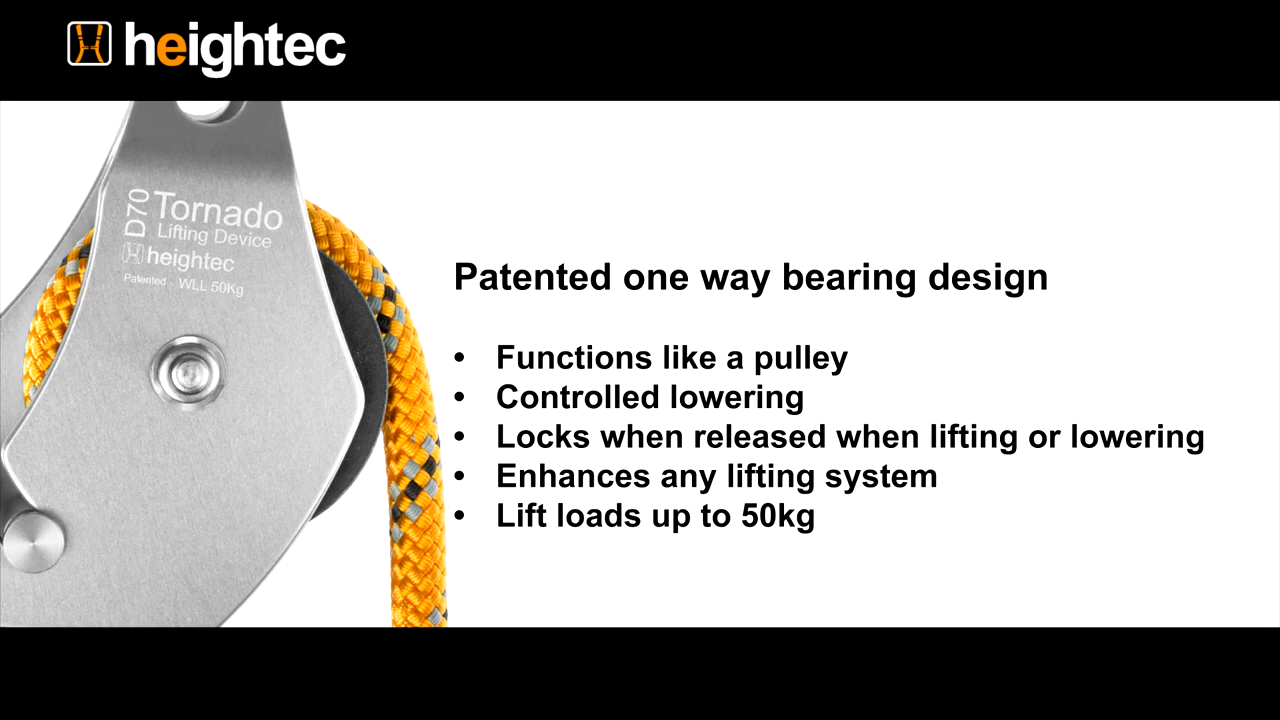 heightec
D70
Tornado
Lifting Device
heightec
Patented WLL 50Kg
Patented one way bearing design
• Functions like a pulley
• Controlled lowering
• Locks when released when lifting or lowering
• Enhances any lifting system
• Lift loads up to 50kg